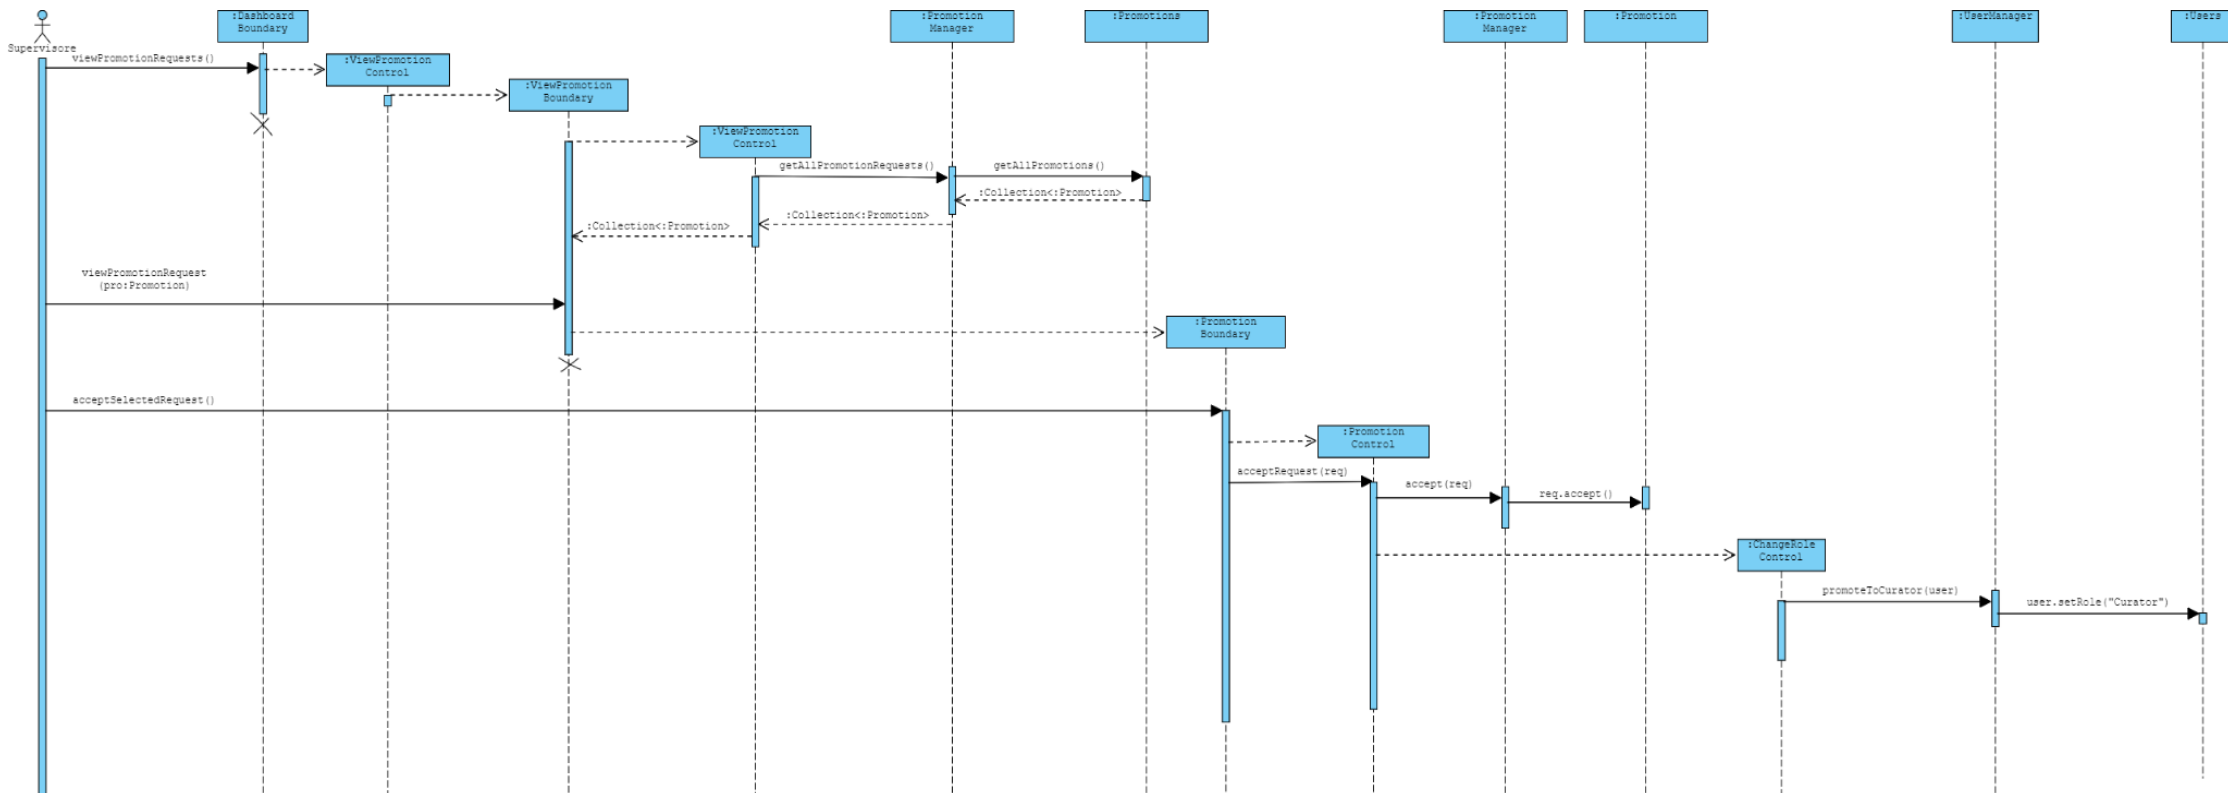 :Dashboard
Boundary
:Promotion
Manager
:Promotions
:Promotion
Manager
:Promotion
:UserManager
:Users
Supervisore
viewPromotionRequests()
:ViewPromotion
Control
:ViewPromotion
Boundary
:ViewPromotion
Control
getAllPromotionRequests()
getAllPromotions()
:Collection<:Promotion>
:Collection<:Promotion>
:Collection<:Promotion>
viewPromotionRequest
(pro:Promotion)
:Promotion
Boundary
acceptSelectedRequest()
:Promotion
Control
acceptRequest(req)
accept(req)
req.accept()
:ChangeRole
Control
promoteToCurator(user)
user.setRole("Curator")